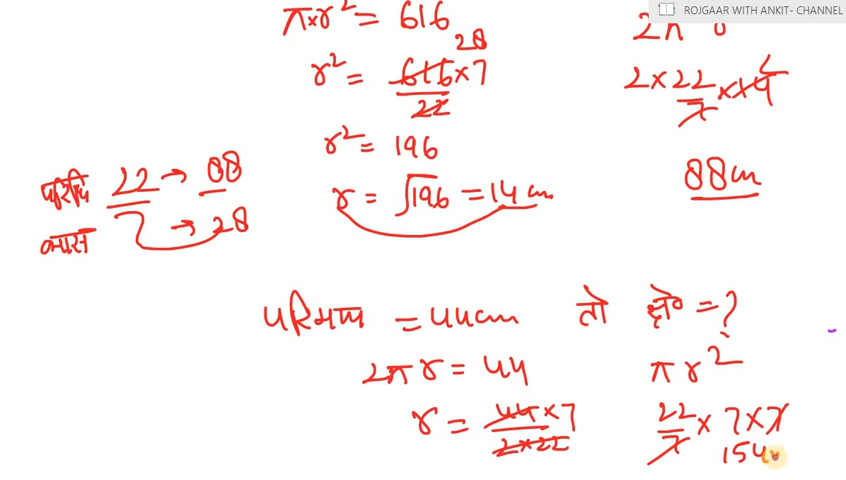 ROJGAAR WITH ANKIT- CHANNEL
π×r² = 616
r² = 616×7/22
28
r² = 196
r = √196 = 14 cm
2×22/7××4
2
88cm
परिधि 22 → 88
व्यास 7 → 28
परिमाप = 44cm तो क्षे० = ?
2πr = 44
πr²
r = 44×7/2×22
22/7 × 7×7
154